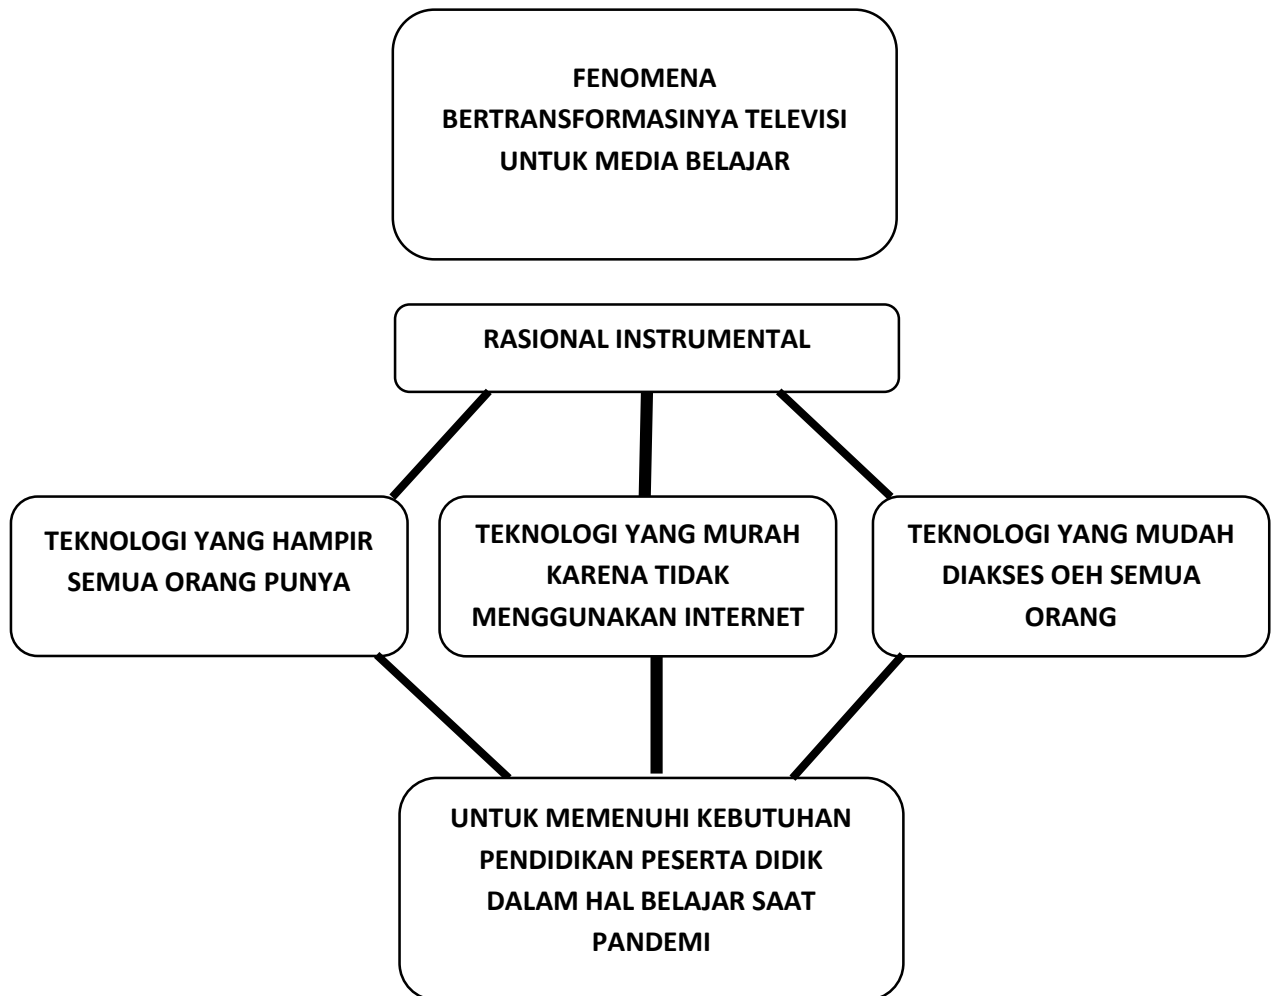 FENOMENA
BERTRANSFORMASINYA TELEVISI
UNTUK MEDIA BELAJAR
RASIONAL INSTRUMENTAL
TEKNOLOGI YANG HAMPIR
SEMUA ORANG PUNYA
TEKNOLOGI YANG MURAH
KARENA TIDAK
MENGGUNAKAN INTERNET
TEKNOLOGI YANG MUDAH
DIAKSES OEH SEMUA
ORANG
UNTUK MEMENUHI KEBUTUHAN
PENDIDIKAN PESERTA DIDIK
DALAM HAL BELAJAR SAAT
PANDEMI